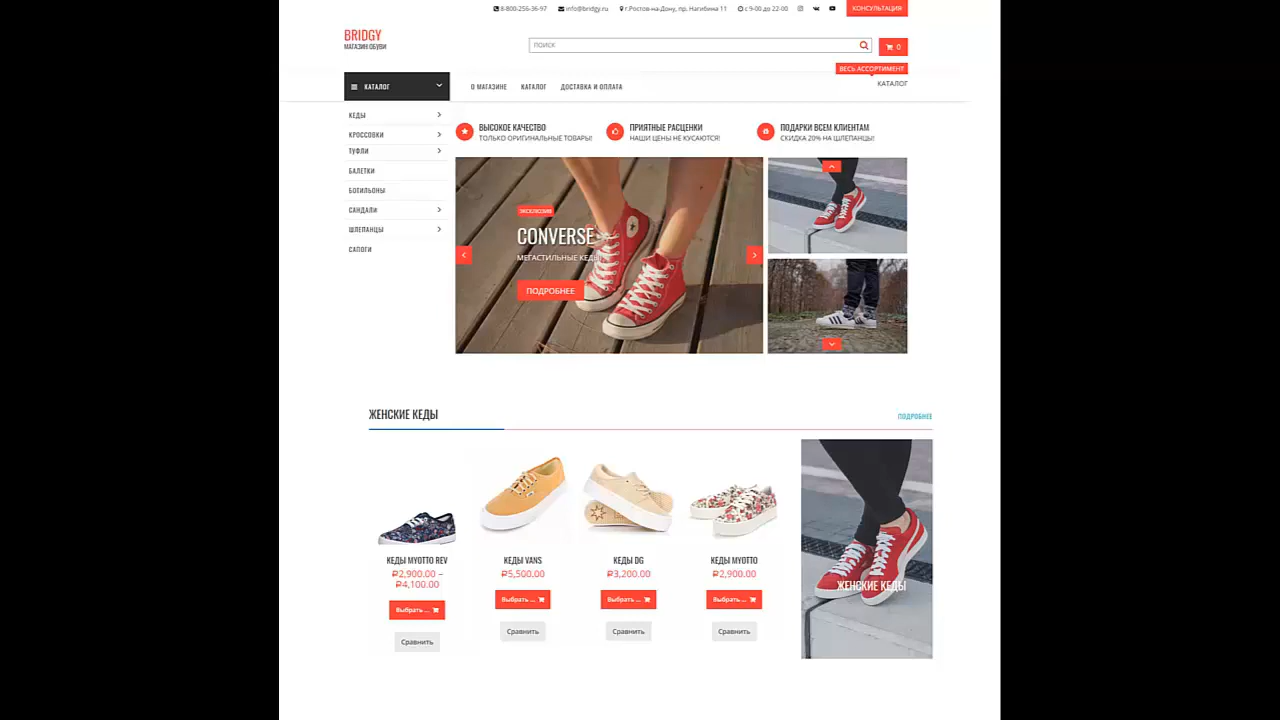 8-800-256-36-97 info@bridgy.ru г.Ростов-на-Дону, пр. Нагибина 11 с 9-00 до 22-00 КОНСУЛЬТАЦИЯ
BRIDGY
МАГАЗИН ОБУВИ
ПОИСК
0
ВЕСЬ АССОРТИМЕНТ
КАТАЛОГ
КАТАЛОГ
О МАГАЗИНЕ КАТАЛОГ ДОСТАВКА И ОПЛАТА
КЕДЫ
КРОССОВКИ
ТУФЛИ
БАЛЕТКИ
БОТИЛЬОНЫ
САНДАЛИ
ШЛЕПАНЦЫ
САПОГИ
ВЫСОКОЕ КАЧЕСТВО
ТОЛЬКО ОРИГИНАЛЬНЫЕ ТОВАРЫ!
ПРИЯТНЫЕ РАСЦЕНКИ
НАШИ ЦЕНЫ НЕ КУСАЮТСЯ!
ПОДАРКИ ВСЕМ КЛИЕНТАМ
СКИДКА 20% НА ШЛЕПАНЦЫ!
ЭКСКЛЮЗИВ
CONVERSE
МЕГАСТИЛЬНЫЕ КЕДЫ!
ПОДРОБНЕЕ
ЖЕНСКИЕ КЕДЫ
ПОДРОБНЕЕ
КЕДЫ MYOTTO REV
₽2,900.00 –
₽4,100.00
Выбрать ...
Сравнить
КЕДЫ VANS
₽5,500.00
Выбрать ...
Сравнить
КЕДЫ DG
₽3,200.00
Выбрать ...
Сравнить
КЕДЫ MYOTTO
₽2,900.00
Выбрать ...
Сравнить
ЖЕНСКИЕ КЕДЫ